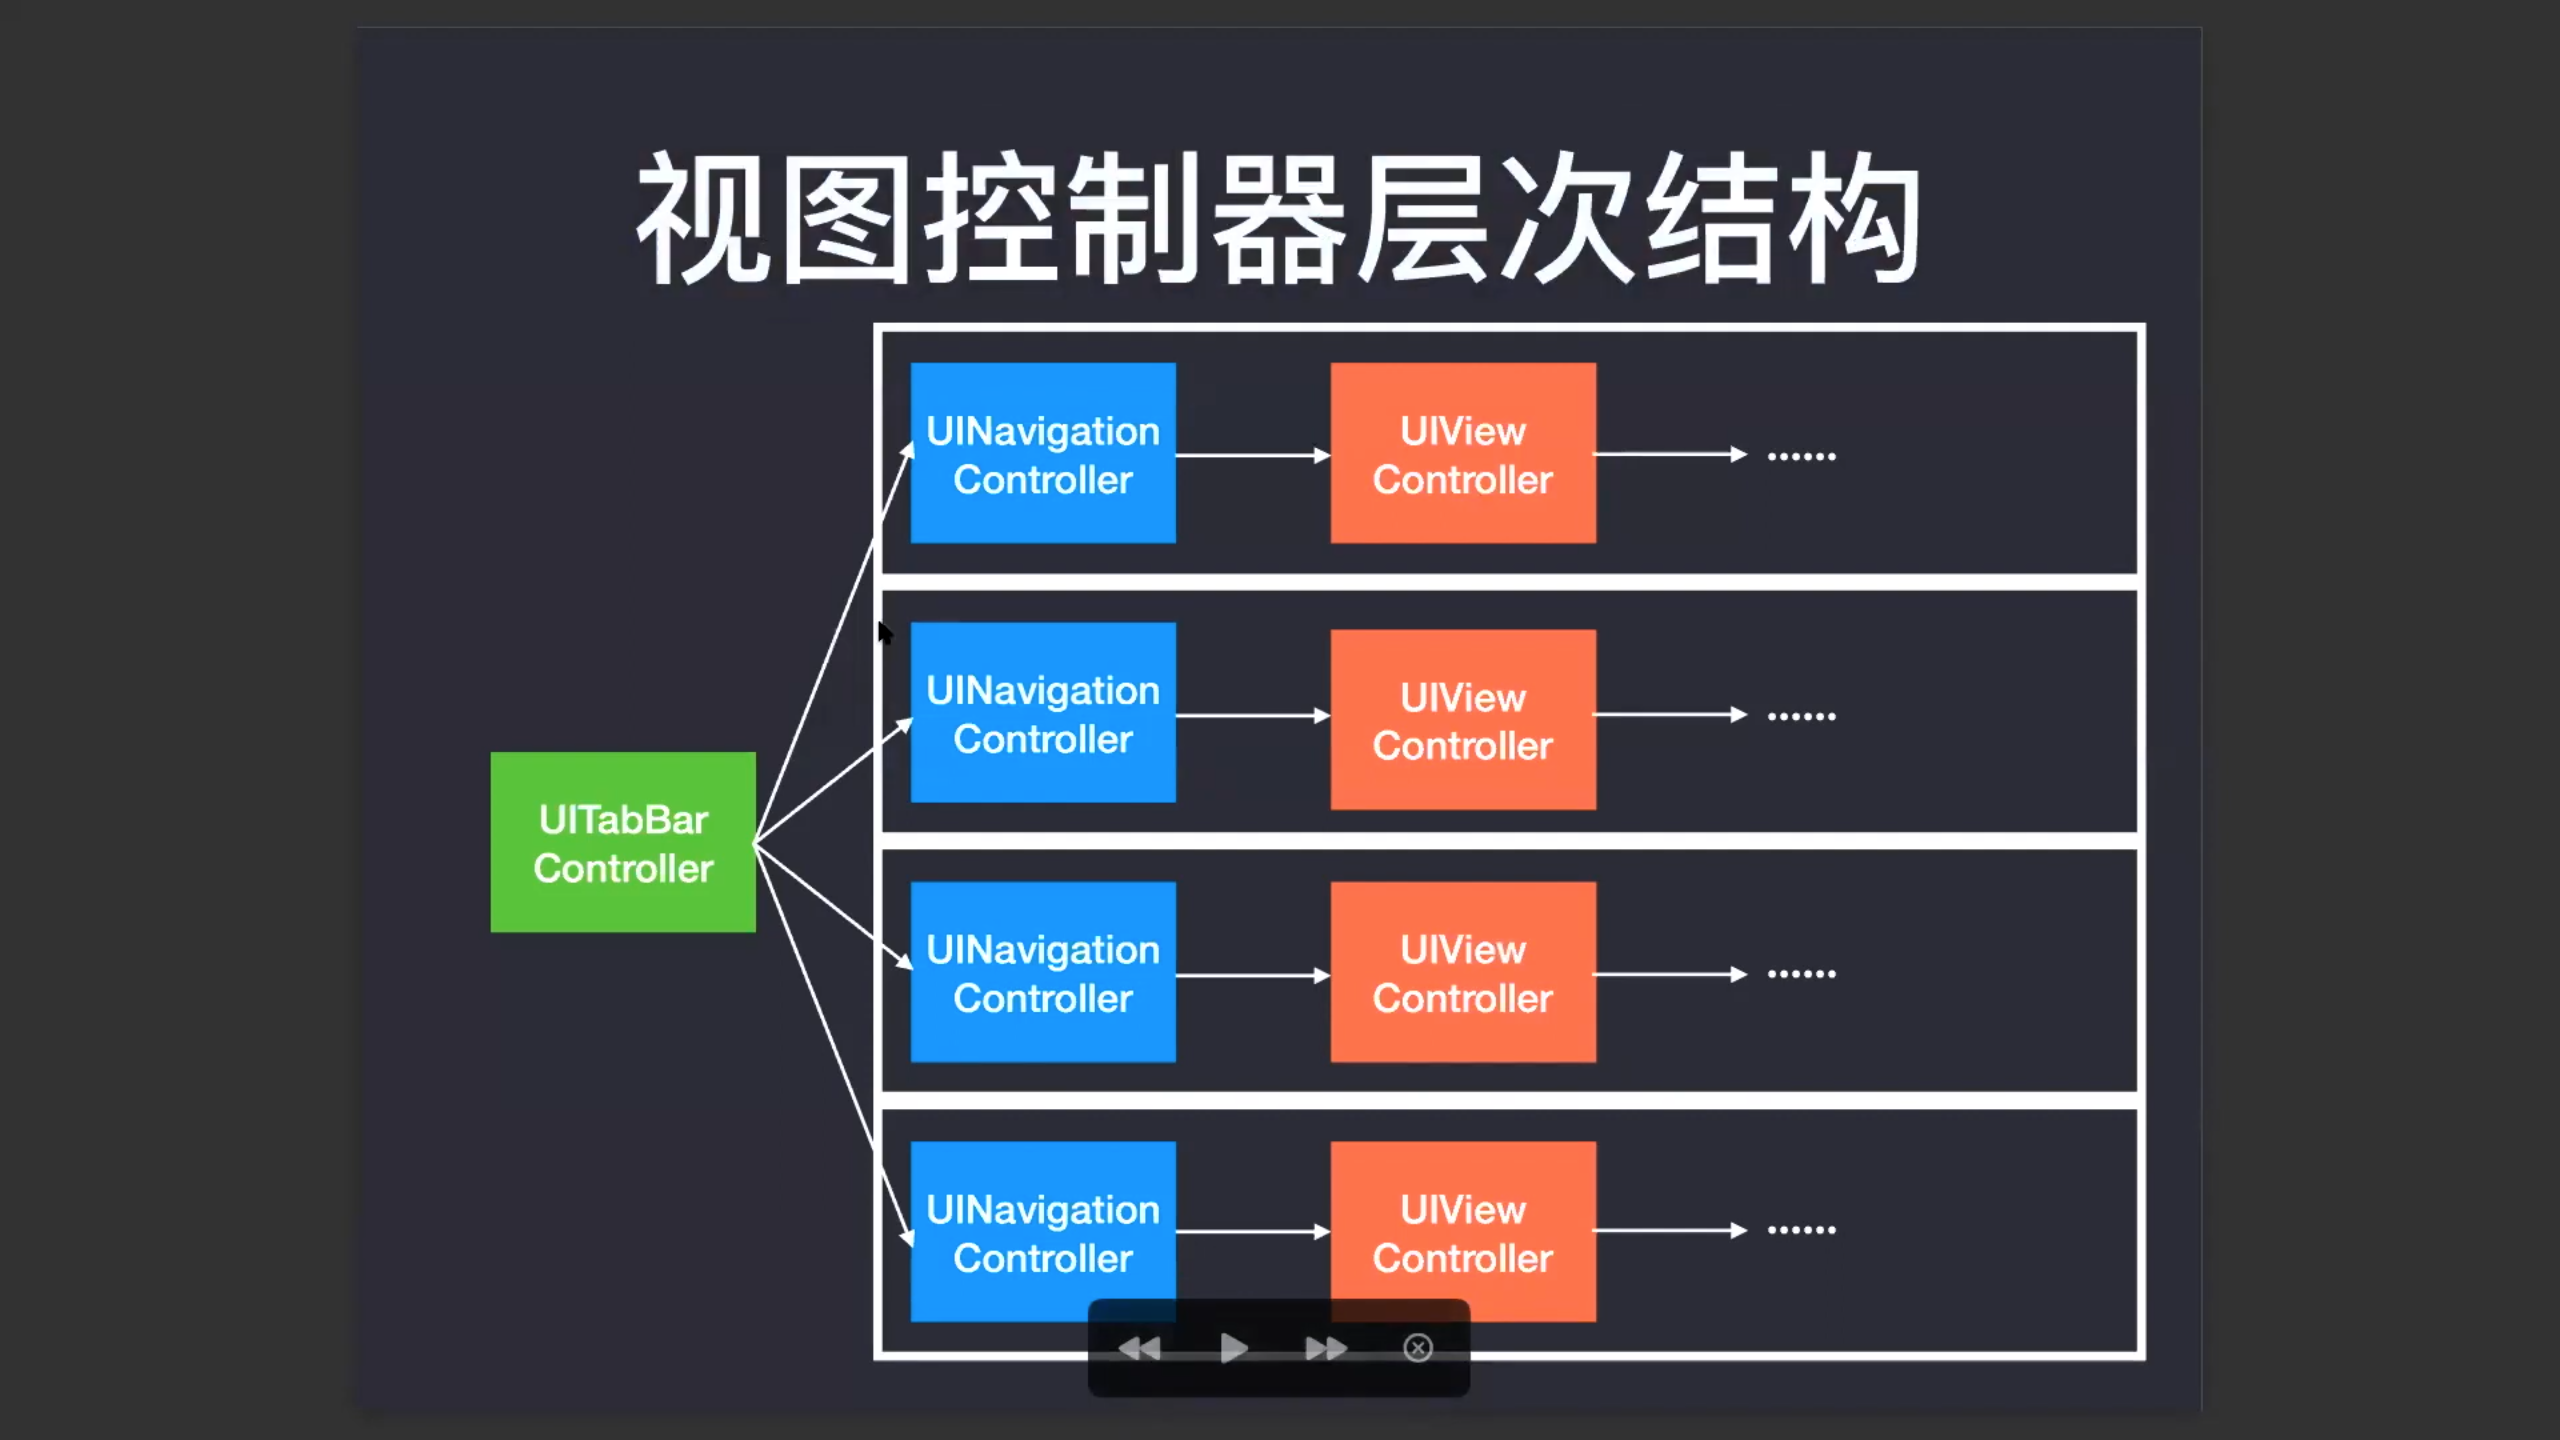 视图控制器层次结构
UINavigation
Controller
UIView
Controller
......
UINavigation
Controller
UIView
Controller
......
UITabBar
Controller
UINavigation
Controller
UIView
Controller
......
UINavigation
Controller
UIView
Controller
......